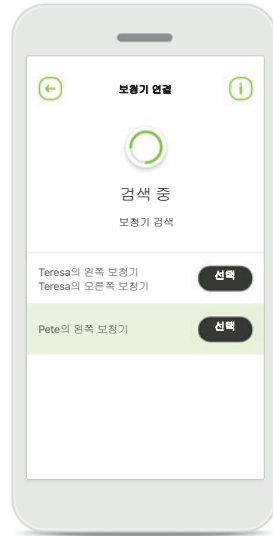 보청기 연결
검색 중
보청기 검색
Teresa의 왼쪽 보청기
Teresa의 오른쪽 보청기
선택
Pete의 왼쪽 보청기
선택